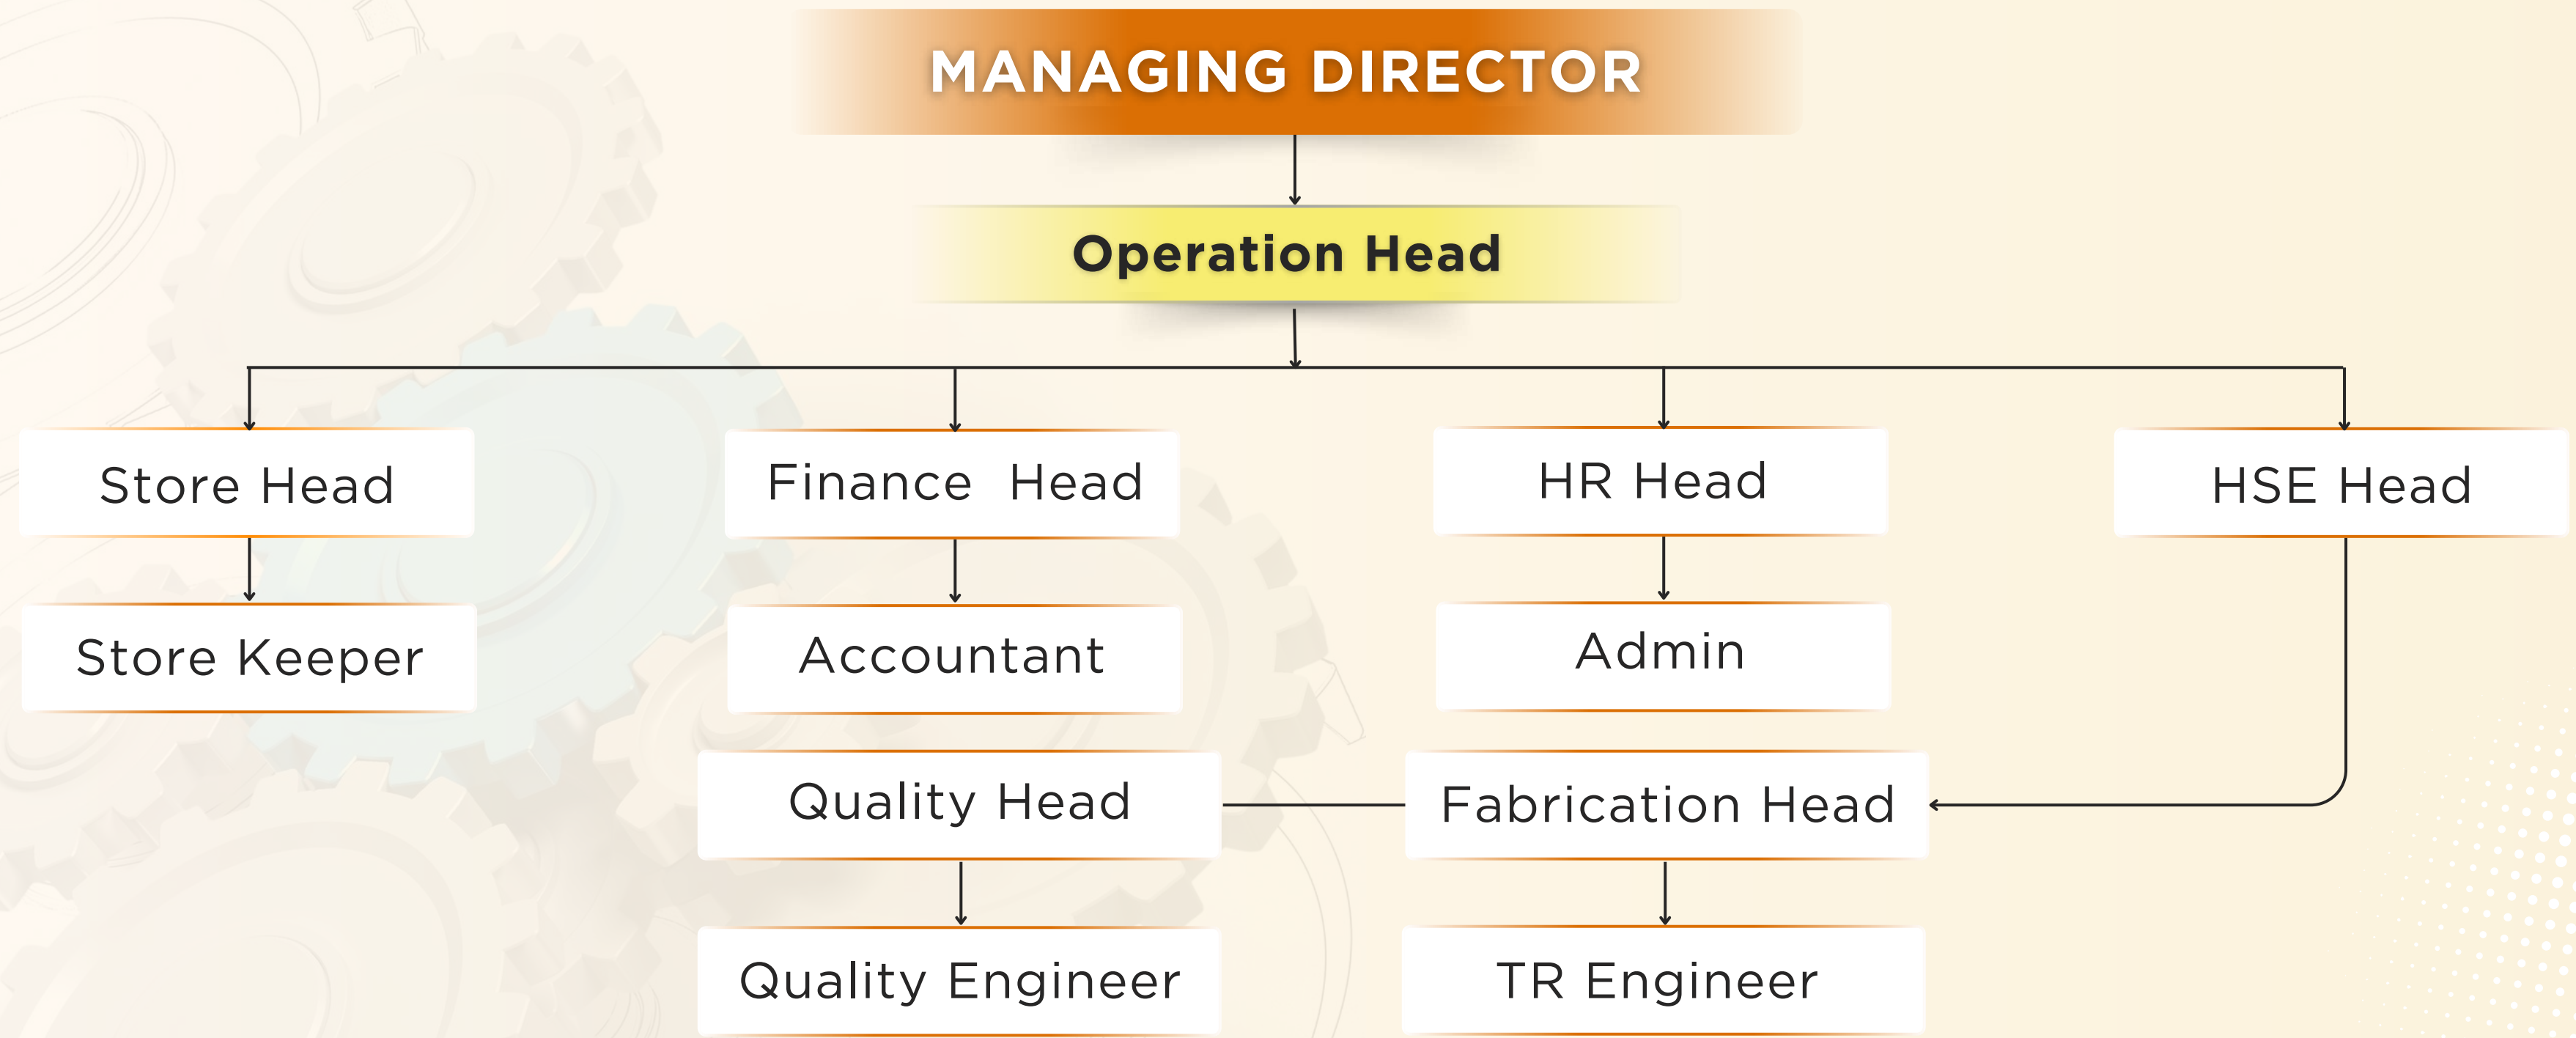 MANAGING DIRECTOR
Operation Head
Store Head
Finance Head
HR Head
HSE Head
Store Keeper
Accountant
Admin
Quality Head
Fabrication Head
Quality Engineer
TR Engineer